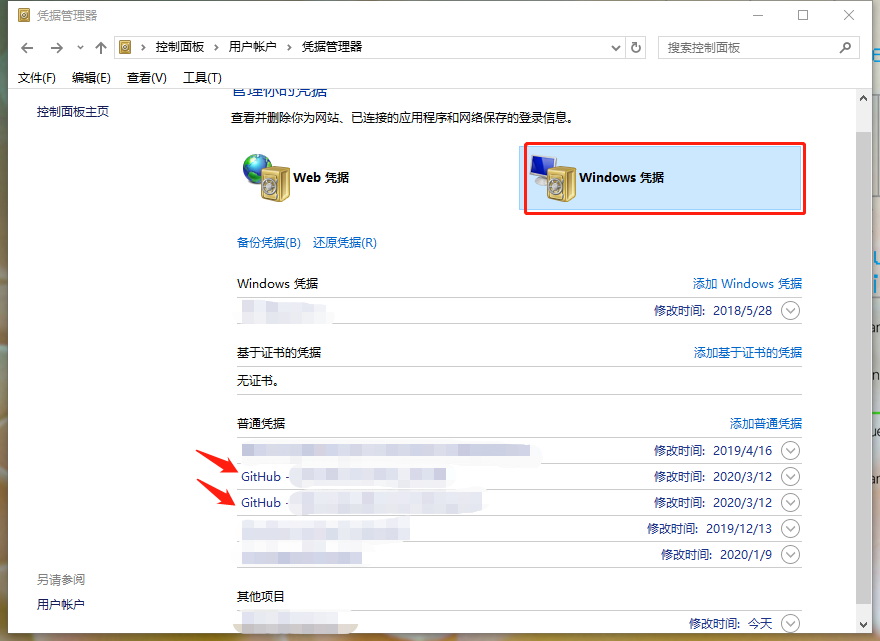 凭据管理器
控制面板 › 用户帐户 › 凭据管理器
搜索控制面板
文件(F) 编辑(E) 查看(V) 工具(T)
控制面板主页
管理你的凭据
查看并删除你为网站、已连接的应用程序和网络保存的登录信息。
Web 凭据
Windows 凭据
备份凭据(B) 还原凭据(R)
Windows 凭据 添加 Windows 凭据
修改时间: 2018/5/28
基于证书的凭据 添加基于证书的凭据
无证书。
普通凭据 添加普通凭据
修改时间: 2019/4/16
GitHub - 修改时间: 2020/3/12
GitHub - 修改时间: 2020/3/12
修改时间: 2019/12/13
修改时间: 2020/1/9
其他项目
修改时间: 今天
另请参阅
用户帐户